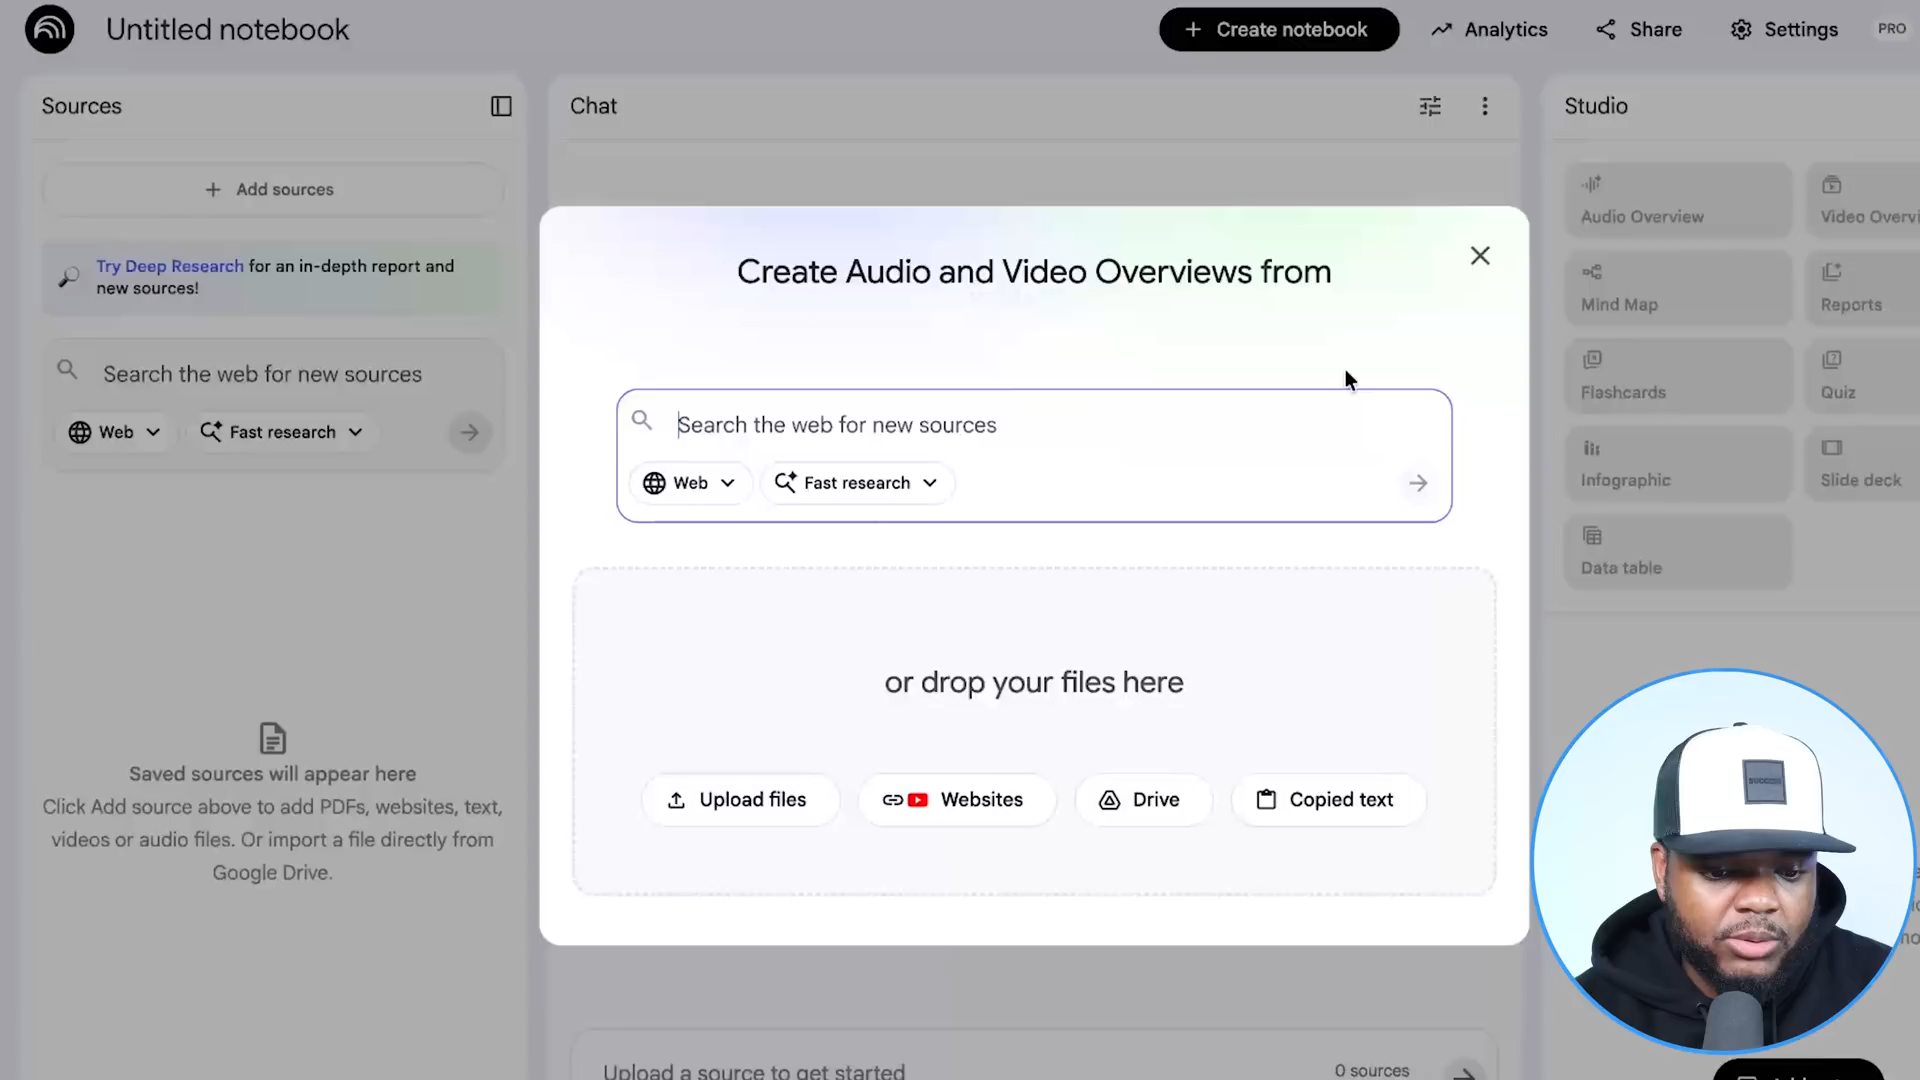 Untitled notebook
Create notebook
Analytics
Share
Settings
PRO
Sources
Add sources
Try Deep Research for an in-depth report and
new sources!
Search the web for new sources
Web
Fast research
Saved sources will appear here
Click Add source above to add PDFs, websites, text,
videos or audio files. Or import a file directly from
Google Drive.
Chat
Create Audio and Video Overviews from
Search the web for new sources
Web
Fast research
or drop your files here
Upload files
Websites
Drive
Copied text
Upload a source to get started
0 sources
Studio
Audio Overview
Video Overvi
Mind Map
Reports
Flashcards
Quiz
Infographic
Slide deck
Data table
SUCCESS